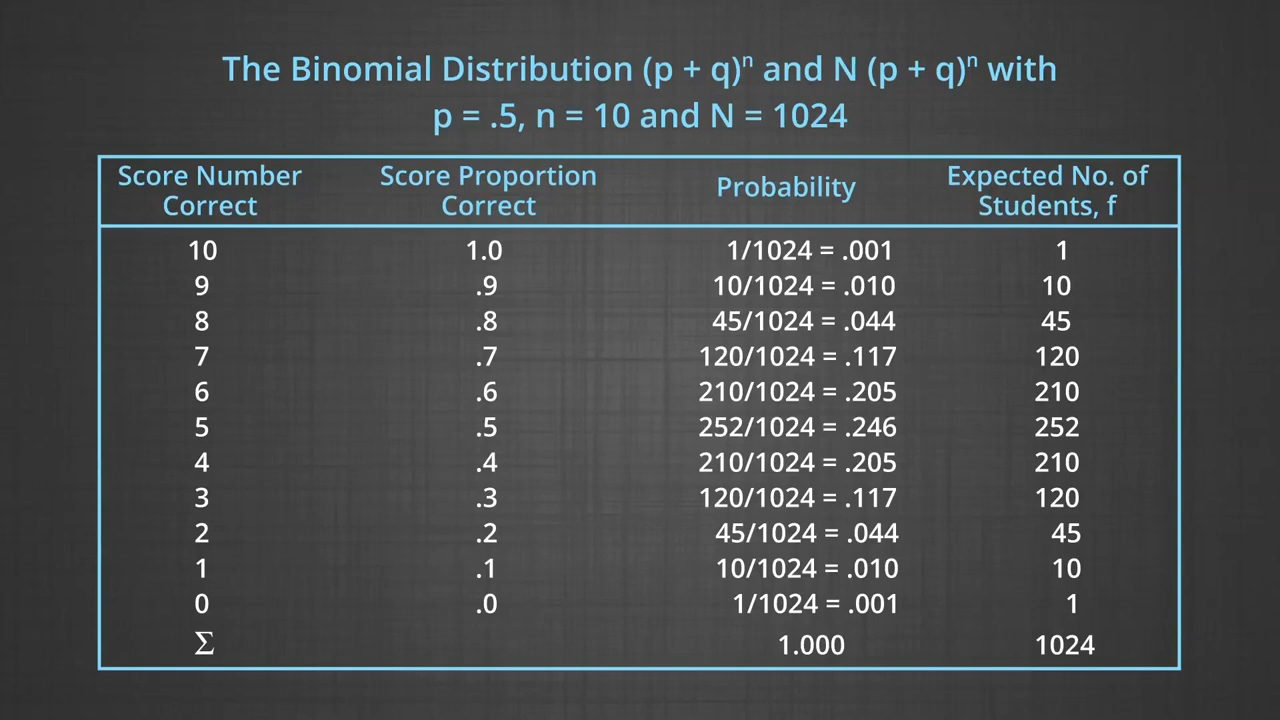 The Binomial Distribution (p + q)ⁿ and N (p + q)ⁿ with
p = .5, n = 10 and N = 1024
Score Number Correct Score Proportion Correct Probability Expected No. of Students, f
10 1.0 1/1024 = .001 1
9 .9 10/1024 = .010 10
8 .8 45/1024 = .044 45
7 .7 120/1024 = .117 120
6 .6 210/1024 = .205 210
5 .5 252/1024 = .246 252
4 .4 210/1024 = .205 210
3 .3 120/1024 = .117 120
2 .2 45/1024 = .044 45
1 .1 10/1024 = .010 10
0 .0 1/1024 = .001 1
Σ 1.000 1024